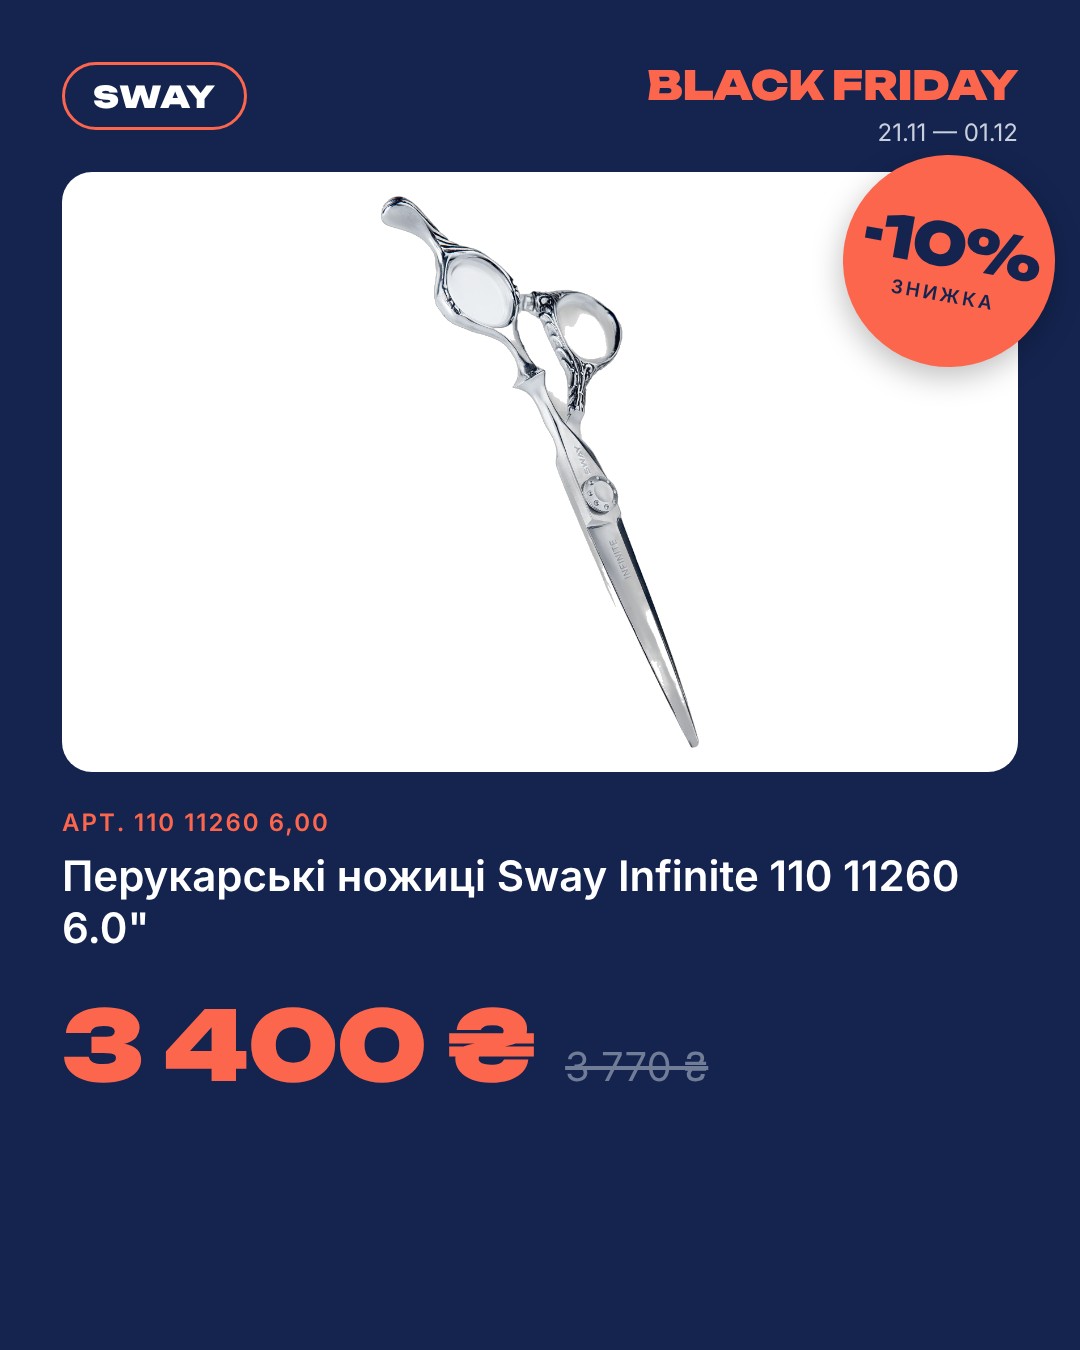 SWAY
BLACK FRIDAY
21.11 — 01.12
-10%
ЗНИЖКА
SWAY
INFINITE
АРТ. 110 11260 6,00
Перукарські ножиці Sway Infinite 110 11260
6.0"
3 400 ₴
3 770 ₴